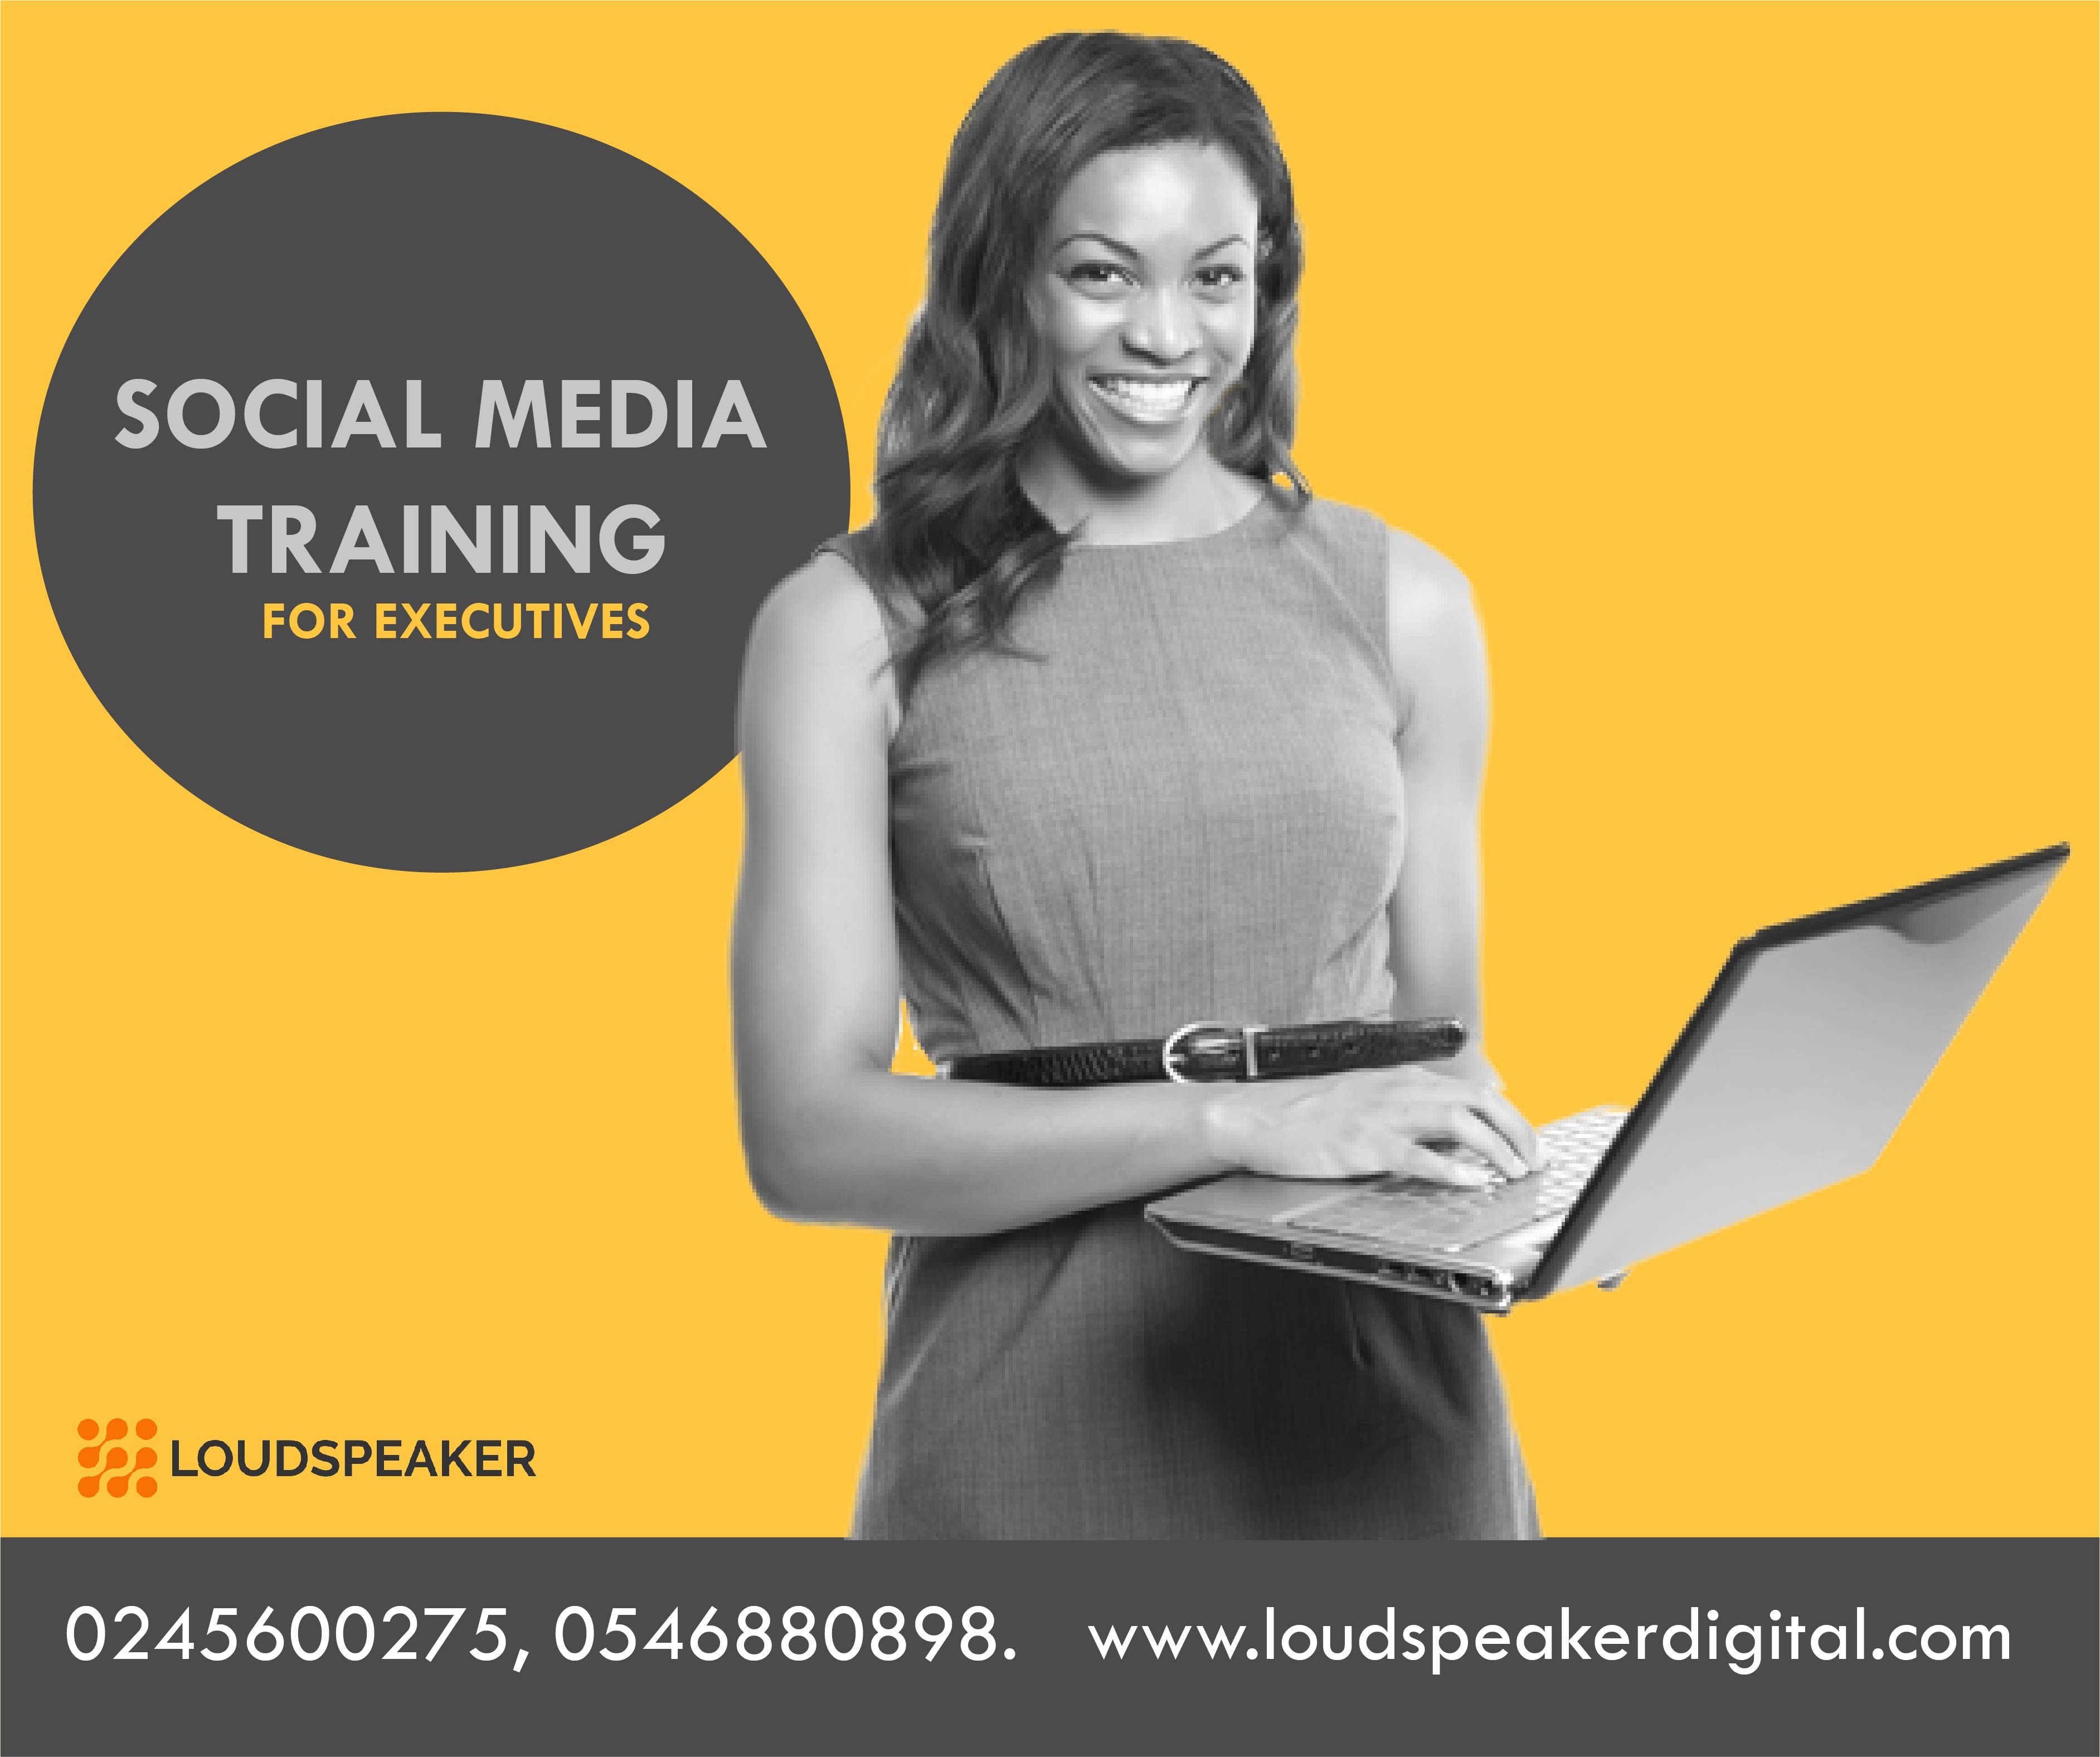 SOCIAL MEDIA
TRAINING
FOR EXECUTIVES
LOUDSPEAKER
0245600275, 0546880898. www.loudspeakerdigital.com